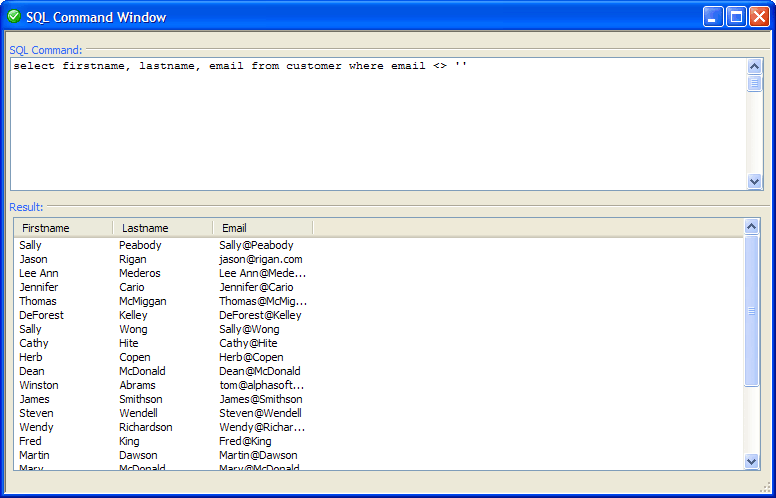 SQL Command Window
SQL Command:
select firstname, lastname, email from customer where email <> ''
Result:
Firstname Lastname Email
Sally Peabody Sally@Peabody
Jason Rigan jason@rigan.com
Lee Ann Mederos Lee Ann@Mede...
Jennifer Cario Jennifer@Cario
Thomas McMiggan Thomas@McMig...
DeForest Kelley DeForest@Kelley
Sally Wong Sally@Wong
Cathy Hite Cathy@Hite
Herb Copen Herb@Copen
Dean McDonald Dean@McDonald
Winston Abrams tom@alphasoft...
James Smithson James@Smithson
Steven Wendell Steven@Wendell
Wendy Richardson Wendy@Richar...
Fred King Fred@King
Martin Dawson Martin@Dawson
Mary McDonald Mary@McDonald